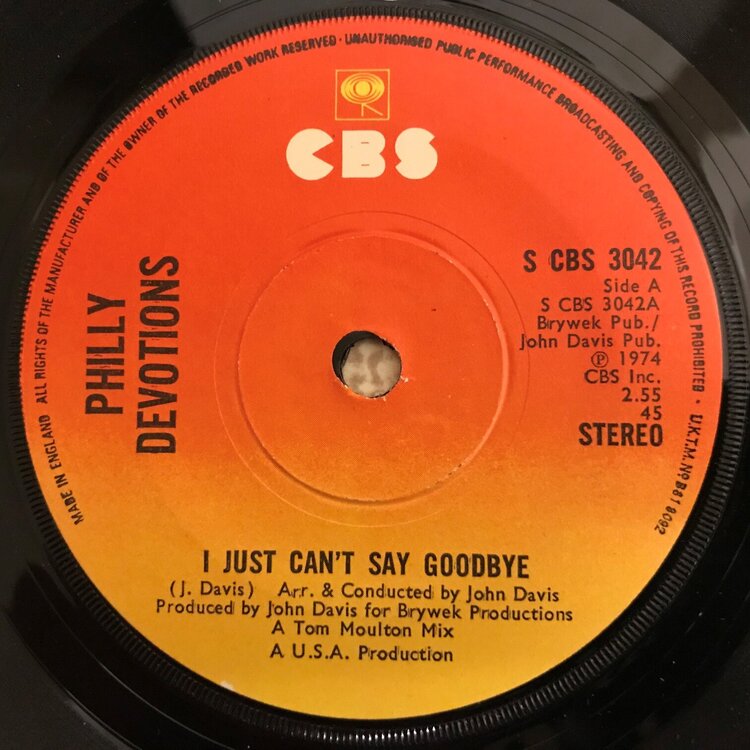 MADE IN ENGLAND ALL RIGHTS OF THE MANUFACTURER AND OF THE OWNER OF THE RECORDED WORK RESERVED · UNAUTHORISED PUBLIC PERFORMANCE BROADCASTING AND COPYING OF THIS RECORD PROHIBITED · U.K.T.M. Nº B619092
CBS
PHILLY
DEVOTIONS
S CBS 3042
Side A
S CBS 3042A
Brywek Pub./
John Davis Pub.
Ⓟ 1974
CBS Inc.
2.55
45
STEREO
I JUST CAN'T SAY GOODBYE
(J. Davis) Arr. & Conducted by John Davis
Produced by John Davis for Brywek Productions
A Tom Moulton Mix
A U.S.A. Production